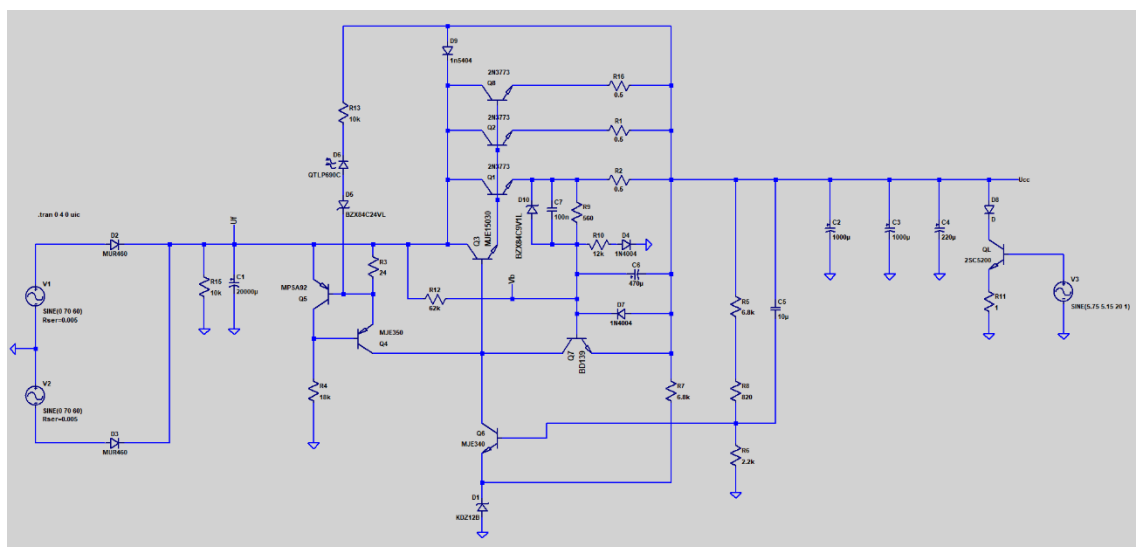 D9
1n5404
2N3773
Q8
R16
0.5
R13
10k
2N3773
Q2
R1
0.5
D6
QTLP690C
2N3773
Q1
R2
0.5
D5
BZX84C24VL
D10
BZX84C9V1L
C7
100n
R9
560
Ucc
.tran 0 4 0 uic
Uf
D8
D
C2
1000µ
C3
1000µ
C4
220µ
D2
MUR460
Q3
MJE15030
R10
12k
D4
1N4004
R3
24
QL
2SC5200
V1
SINE(0 70 60)
Rser=0.005
R15
10k
C1
20000µ
MPSA92
Q5
R12
62k
Vb
C6
470µ
D7
1N4004
R5
6.8k
C5
10µ
R11
1
V3
SINE(5.75 5.15 20 1)
MJE350
Q4
Q7
BD139
V2
SINE(0 70 60)
Rser=0.005
R4
18k
R7
6.8k
R8
820
D3
MUR460
Q6
MJE340
R6
2.2k
D1
KDZ12B